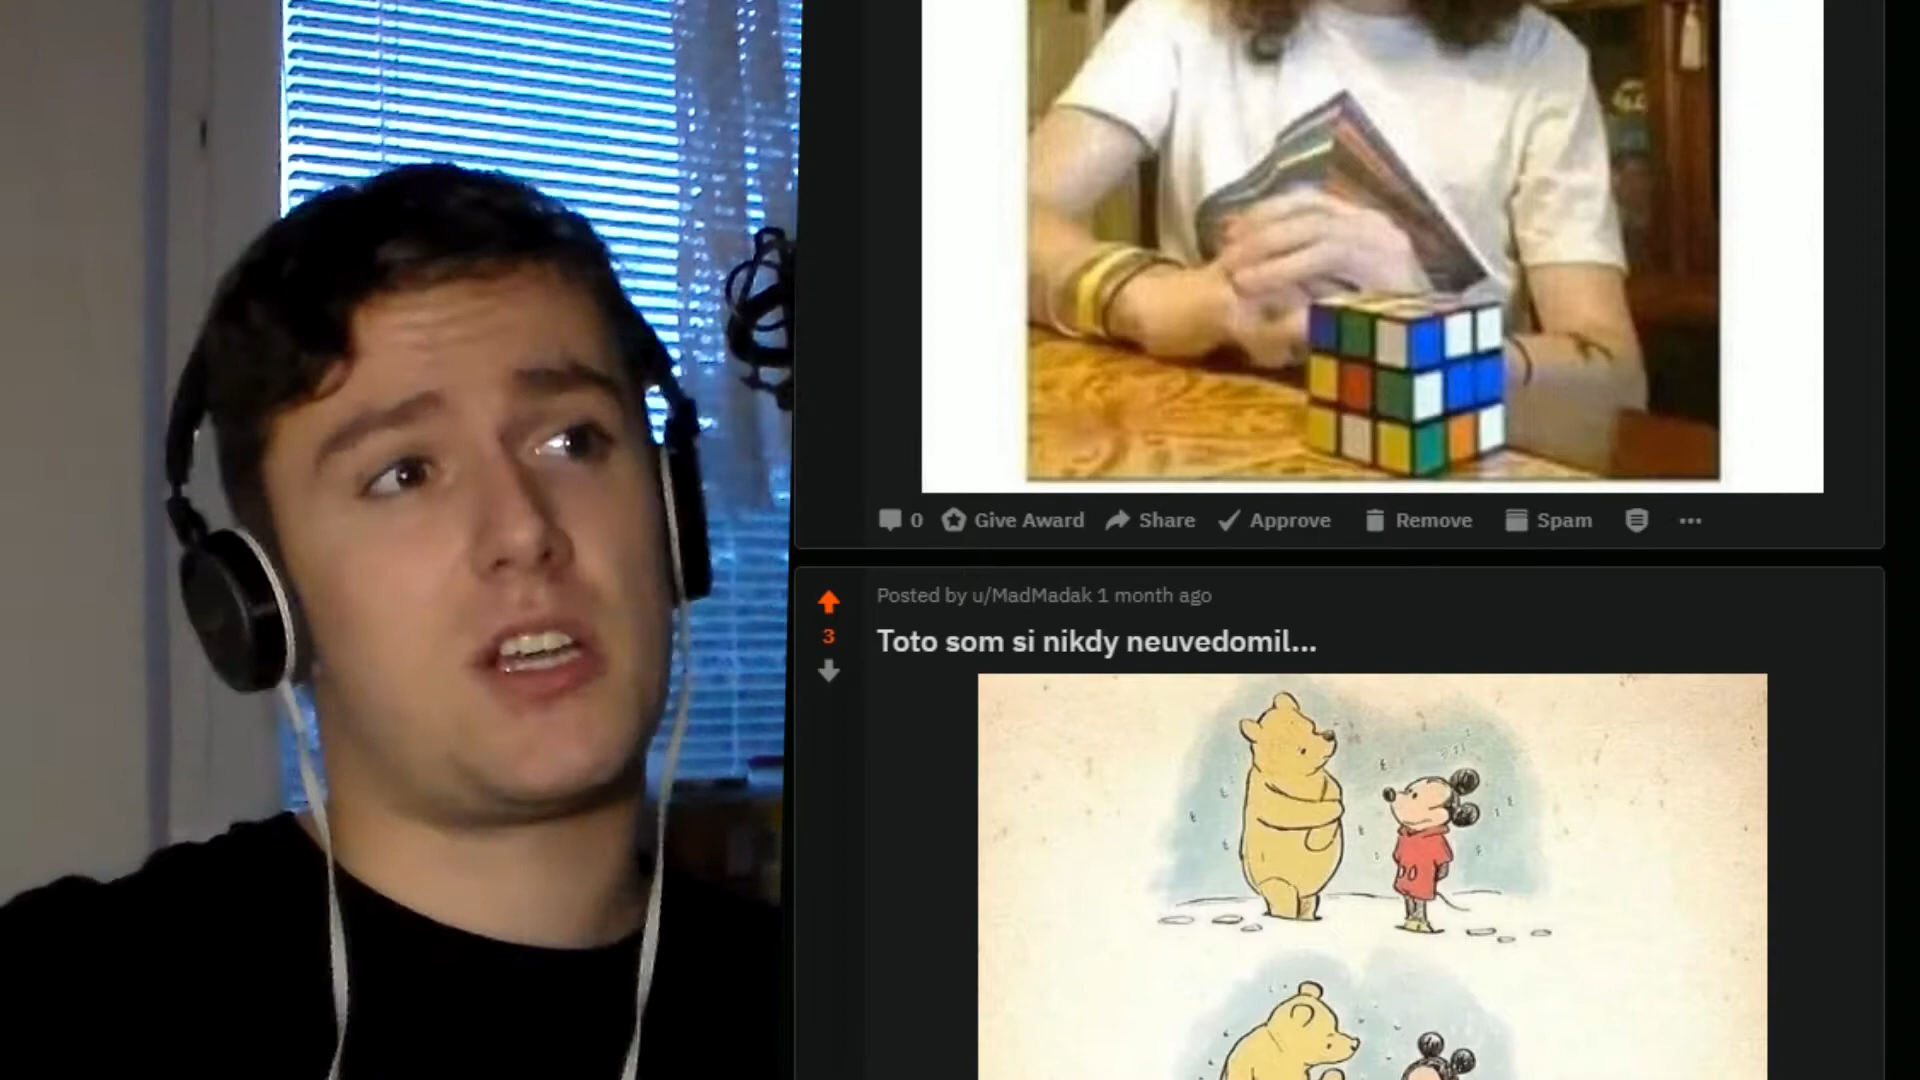 0 Give Award Share Approve Remove Spam
Posted by u/MadMadak 1 month ago
3
Toto som si nikdy neuvedomil...